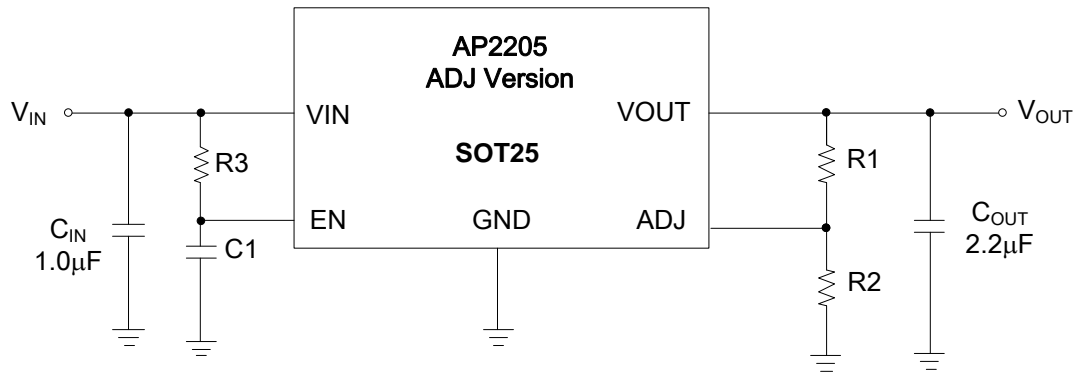 AP2205
ADJ Version
V_IN
VIN
VOUT
V_OUT
SOT25
R3
R1
EN
GND
ADJ
C_IN
1.0μF
C1
C_OUT
2.2μF
R2